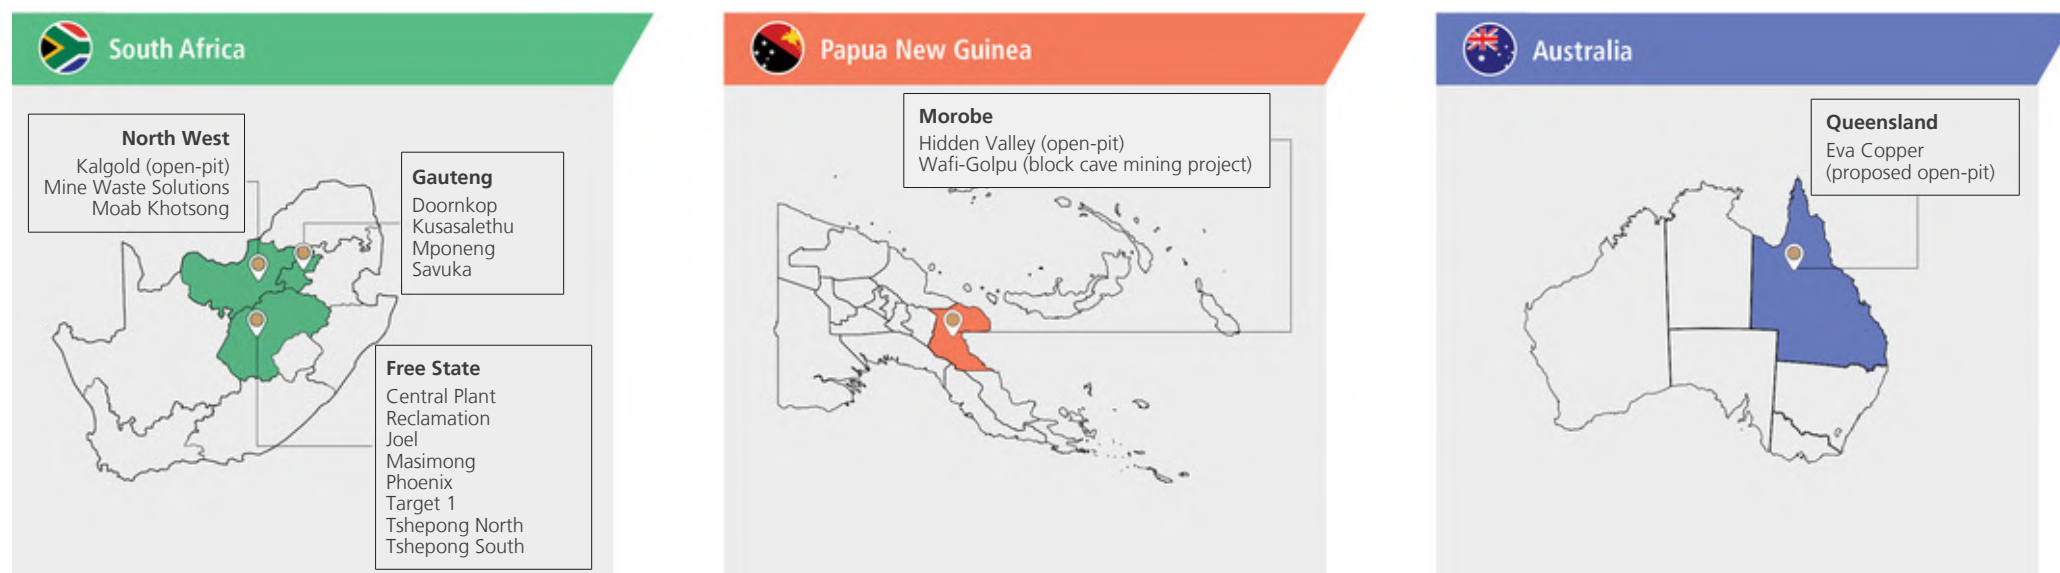 South Africa
North West
Kalgold (open-pit)
Mine Waste Solutions
Moab Khotsong
Gauteng
Doornkop
Kusasalethu
Mponeng
Savuka
Free State
Central Plant
Reclamation
Joel
Masimong
Phoenix
Target 1
Tshepong North
Tshepong South
Papua New Guinea
Morobe
Hidden Valley (open-pit)
Wafi-Golpu (block cave mining project)
Australia
Queensland
Eva Copper
(proposed open-pit)